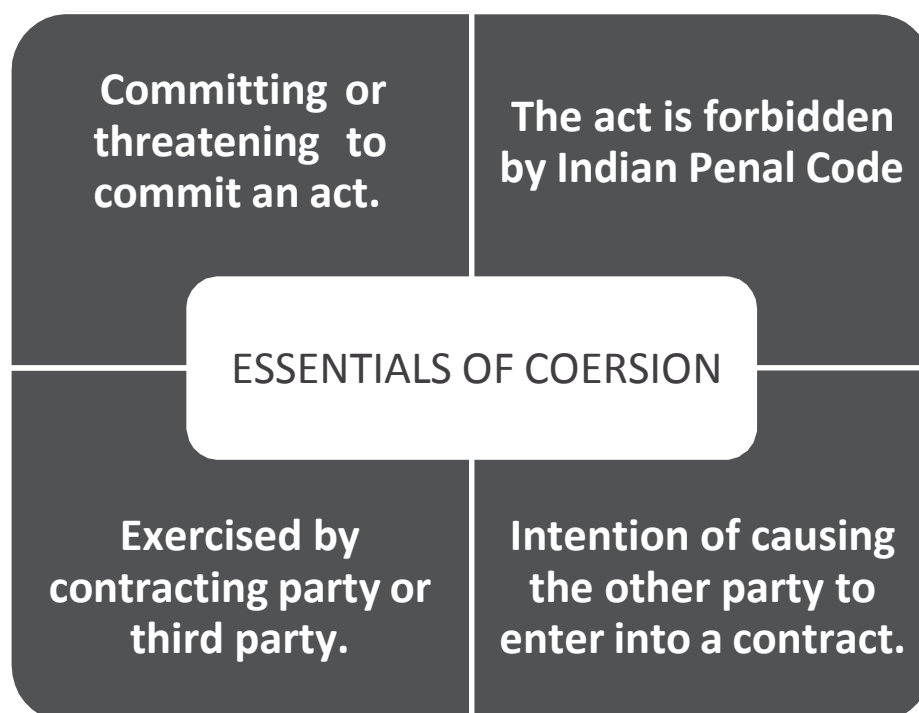 Committing or
threatening to
commit an act.
The act is forbidden
by Indian Penal Code
ESSENTIALS OF COERSION
Exercised by
contracting party or
third party.
Intention of causing
the other party to
enter into a contract.